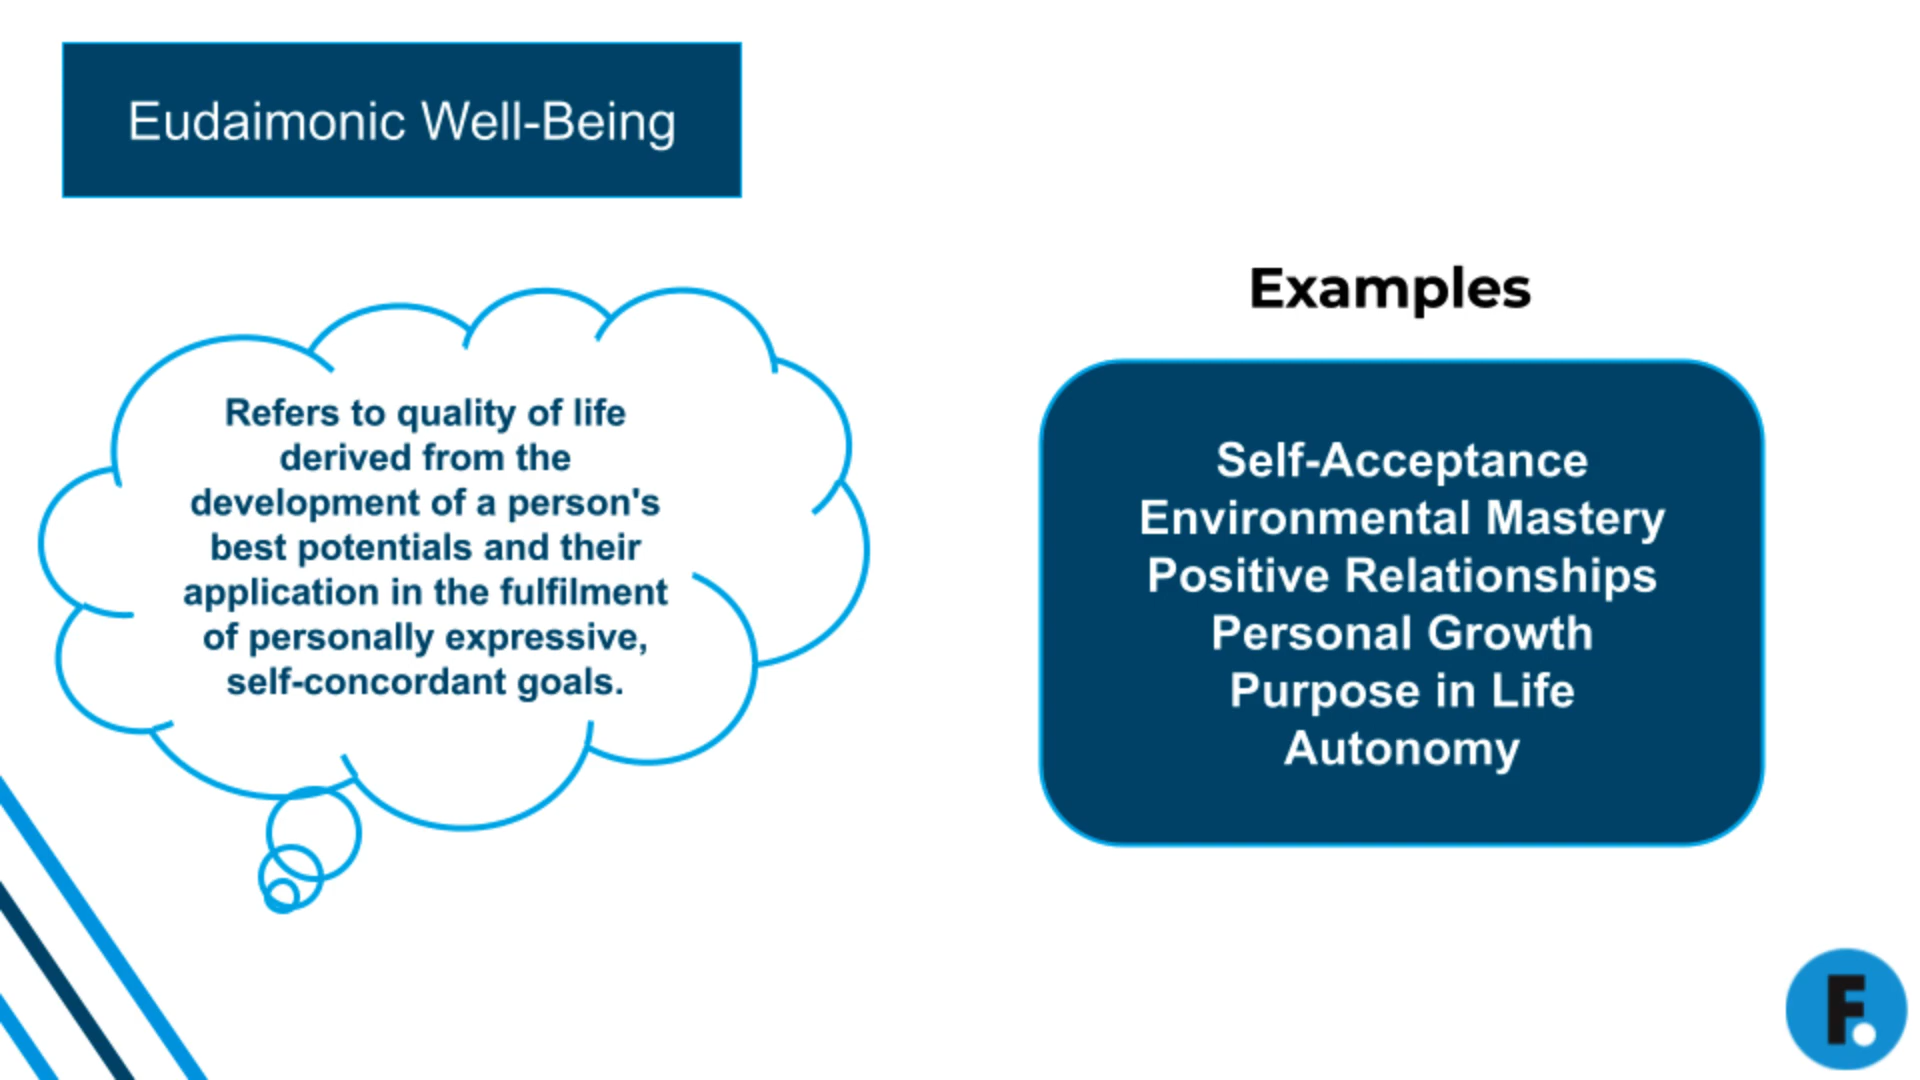 Eudaimonic Well-Being
Refers to quality of life
derived from the
development of a person's
best potentials and their
application in the fulfilment
of personally expressive,
self-concordant goals.
Examples
Self-Acceptance
Environmental Mastery
Positive Relationships
Personal Growth
Purpose in Life
Autonomy
F.